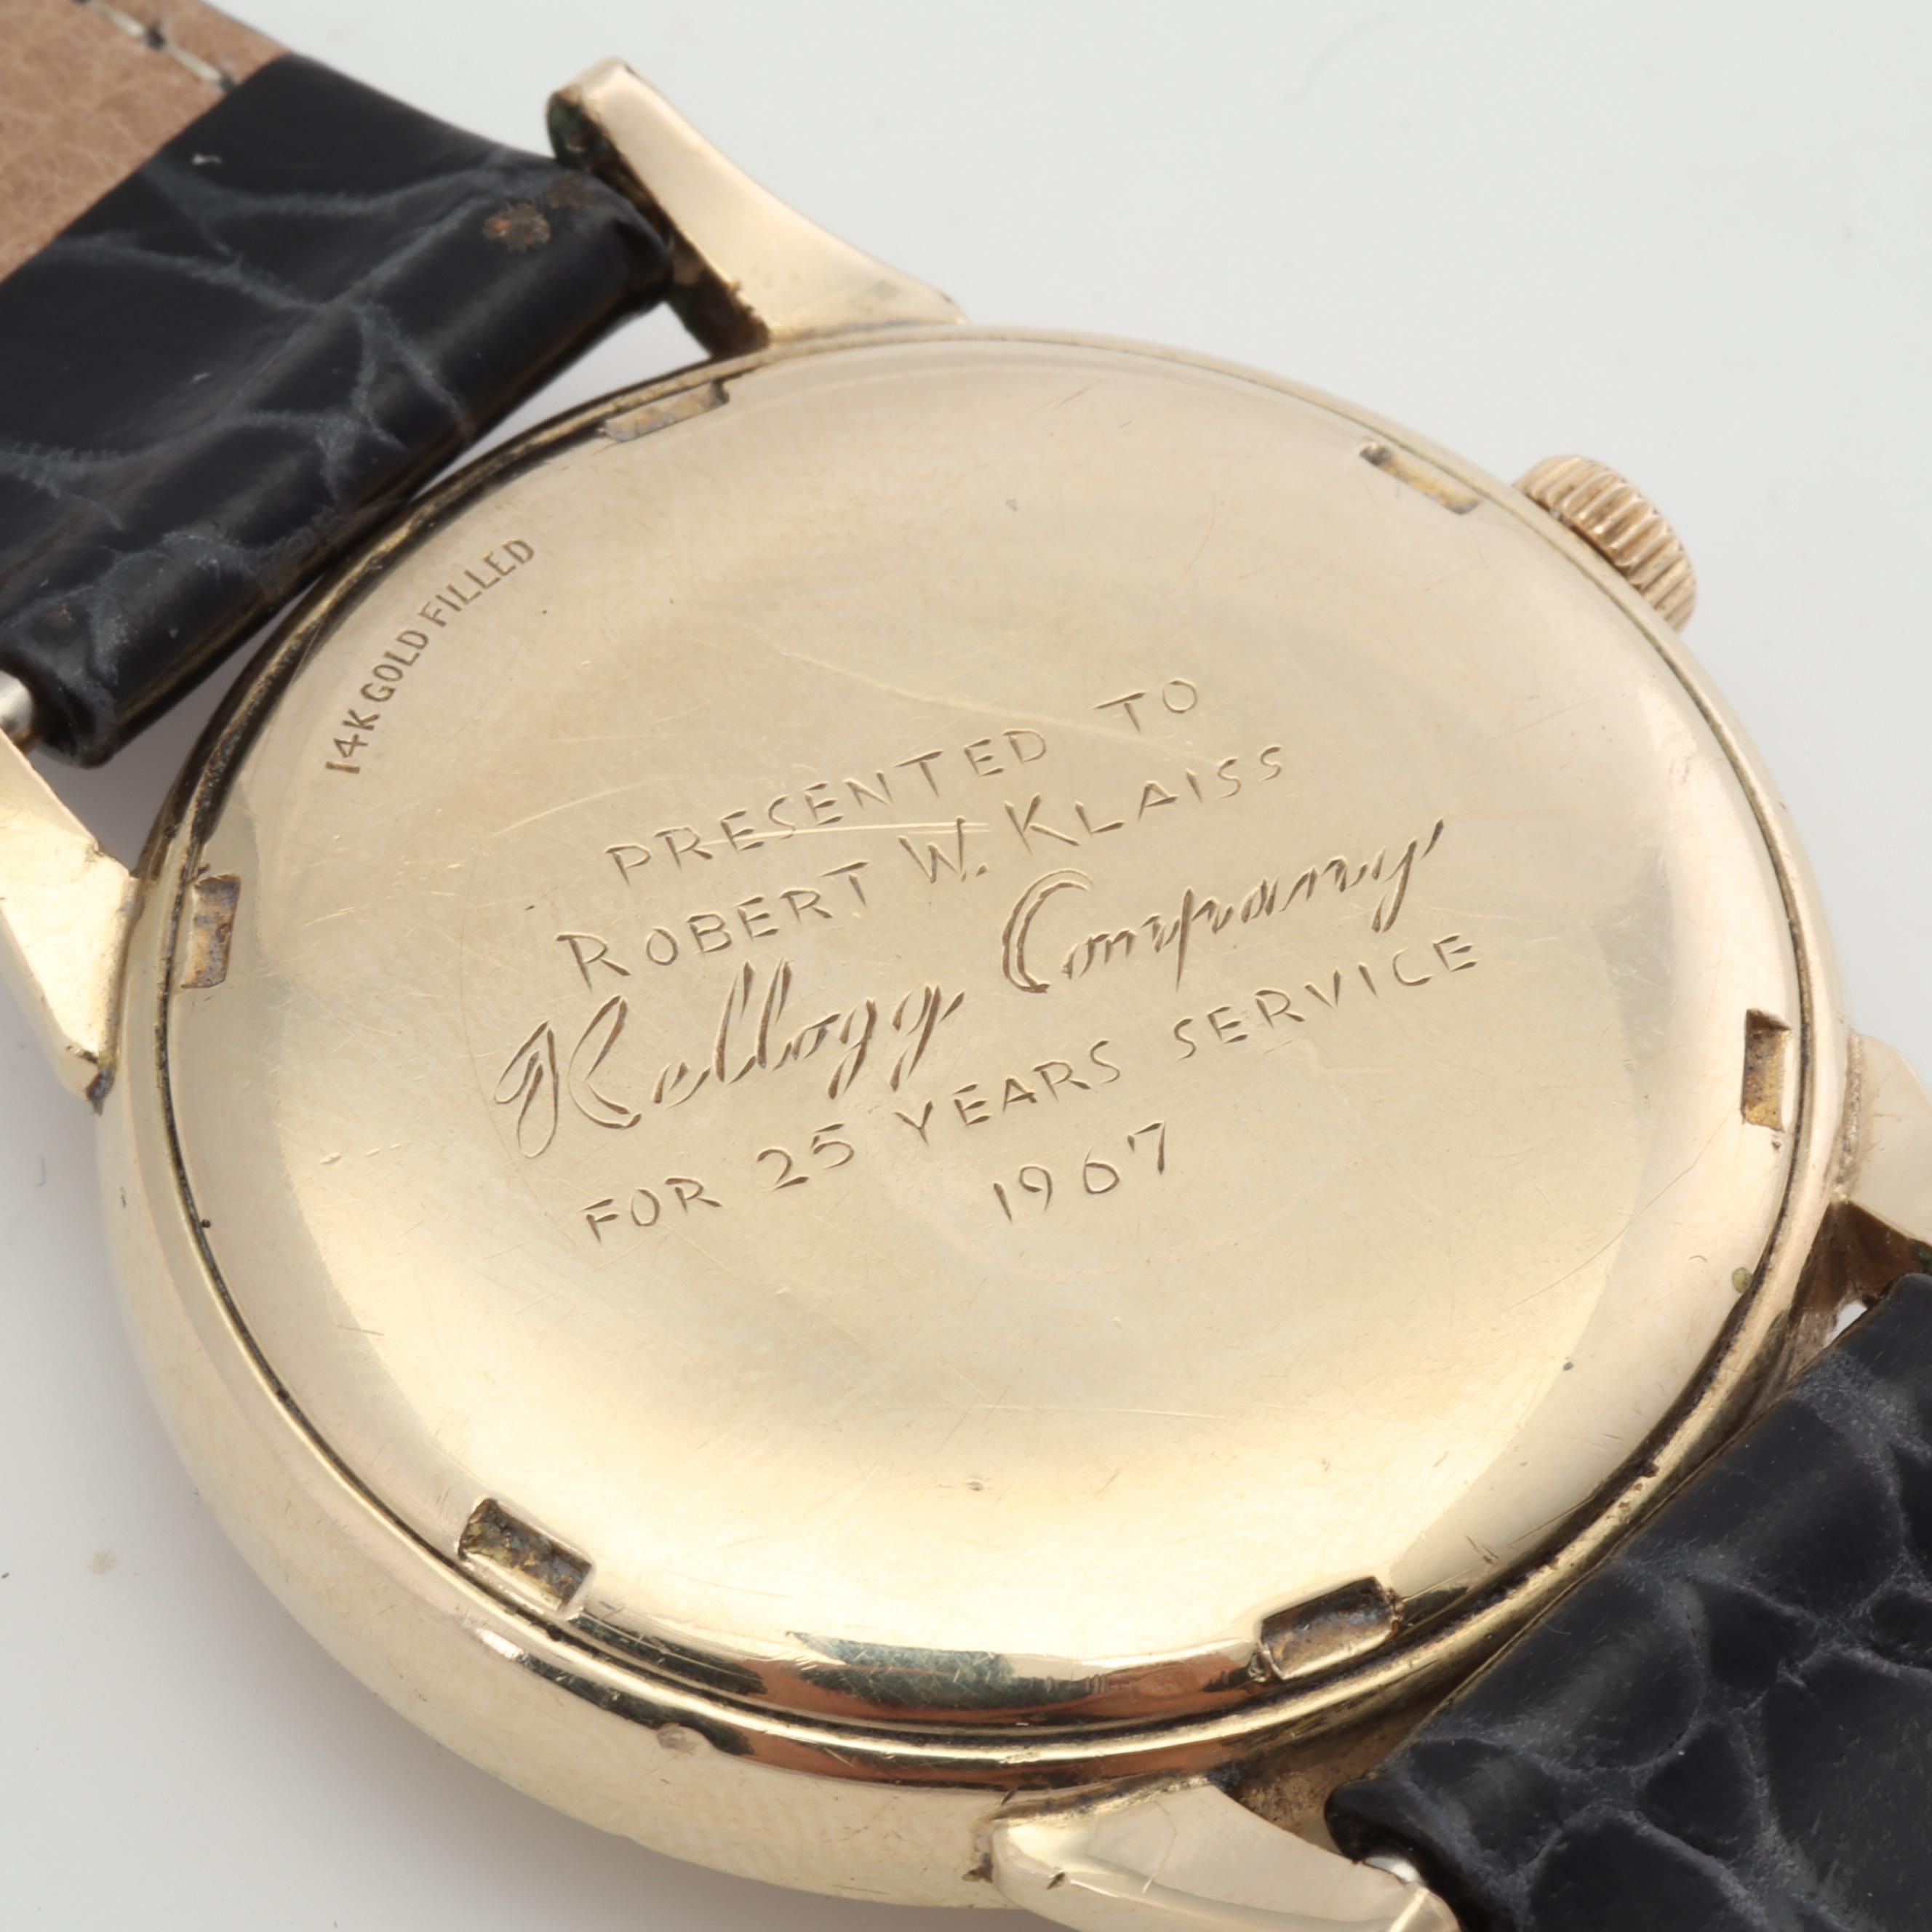 14K GOLD FILLED
PRESENTED TO
ROBERT W. KLAISS
Kellogg Company
FOR 25 YEARS SERVICE
1967